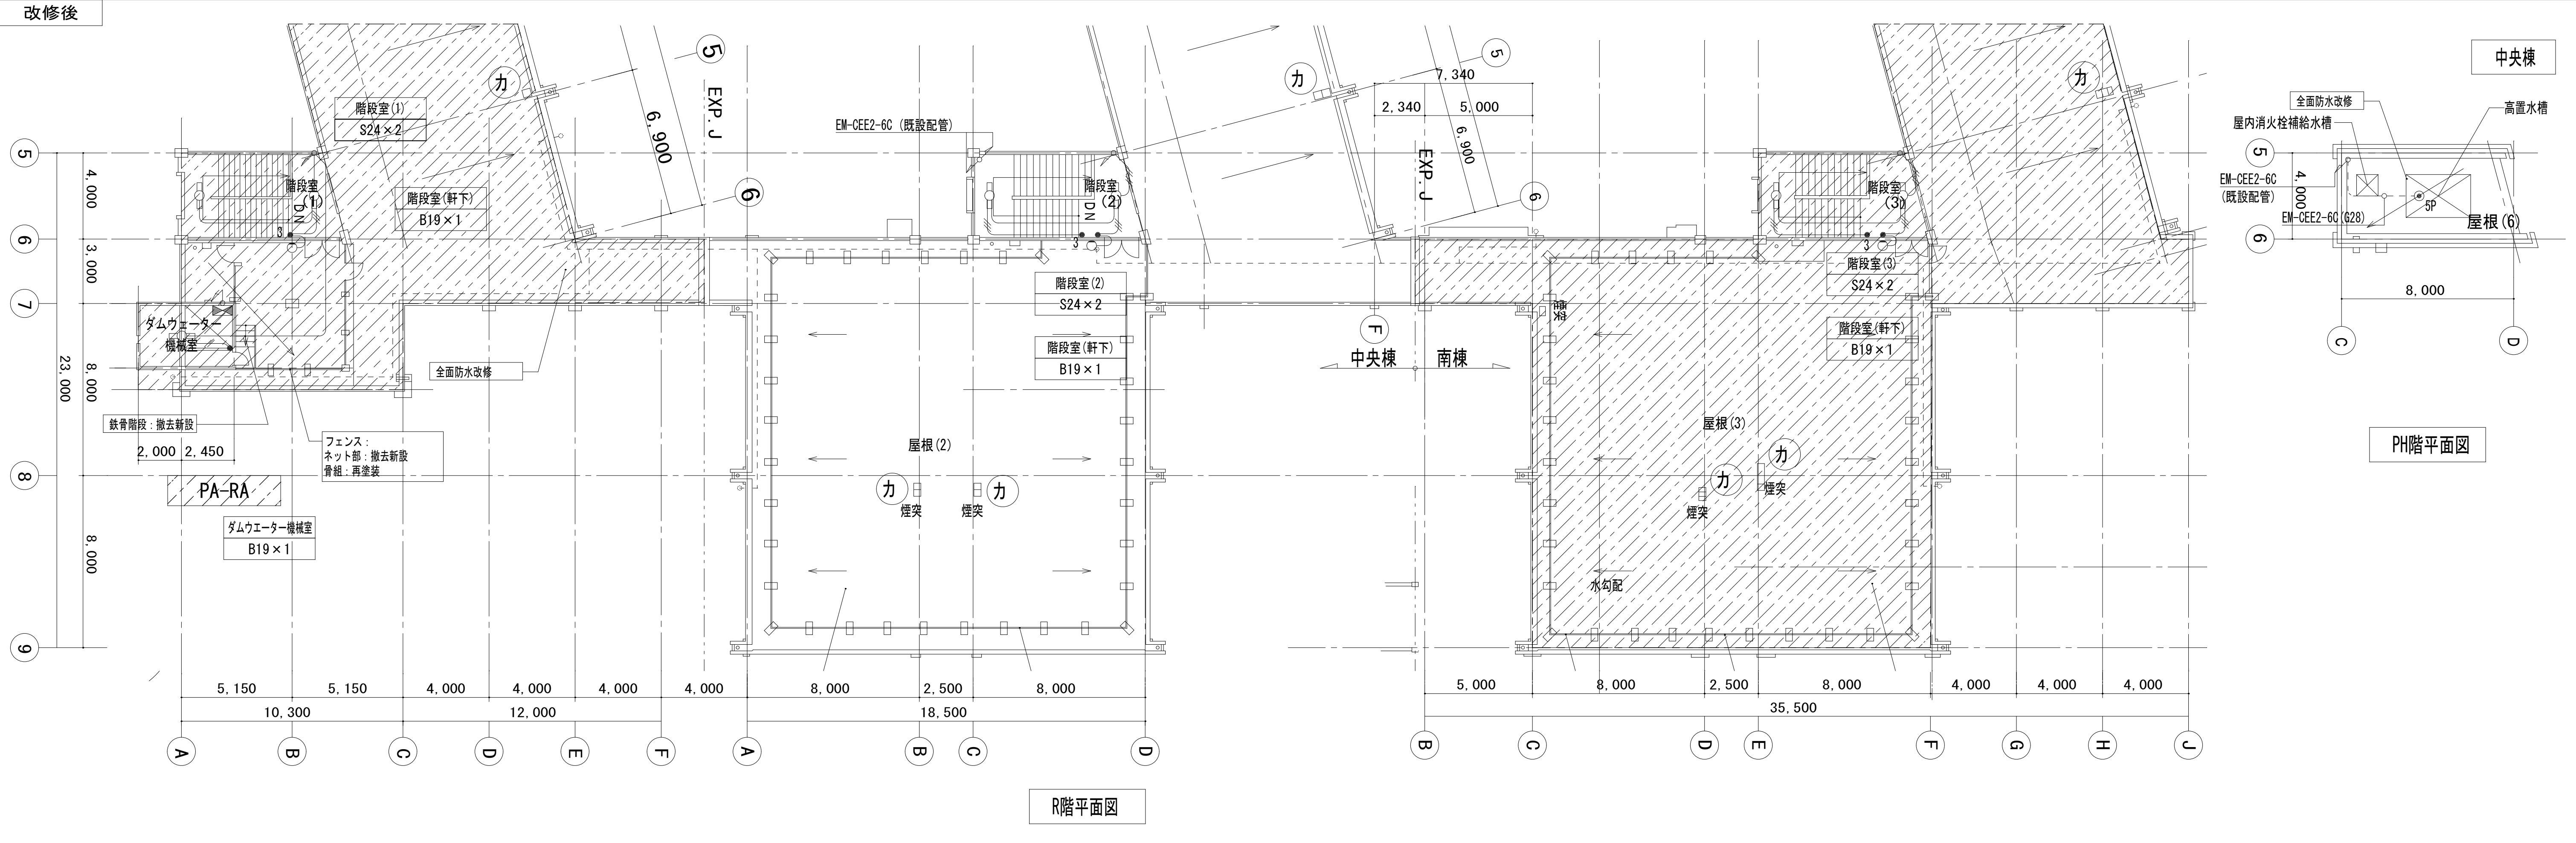 改修後
中央棟
カ
5
EXP.J
6,900
6
階段室(1)
S24×2
階段室(軒下)
B19×1
階段室
(1)
DN
3
EM-CEE2-6C (既設配管)
階段室
(2)
DN
3
カ
7,340
2,340
5,000
6,900
5
6
EXP.J
カ
階段室
(3)
3
全面防水改修
高置水槽
屋内消火栓補給水槽
EM-CEE2-6C
(既設配管)
EM-CEE2-6C(G28)
5P
屋根(6)
5
6
4,000
8,000
C
D
PH階平面図
5
6
7
8
9
4,000
3,000
8,000
8,000
23,000
ダムウェーター
機械室
鉄骨階段：撤去新設
2,000
2,450
フェンス：
ネット部：撤去新設
骨組：再塗装
PA-RA
ダムウエーター機械室
B19×1
全面防水改修
階段室(2)
S24×2
階段室(軒下)
B19×1
屋根(2)
カ
カ
煙突
煙突
F
中央棟
南棟
煙突
階段室(3)
S24×2
階段室(軒下)
B19×1
屋根(3)
カ
カ
煙突
煙突
水勾配
5,150
5,150
4,000
4,000
4,000
4,000
8,000
2,500
8,000
5,000
8,000
2,500
8,000
4,000
4,000
4,000
10,300
12,000
18,500
35,500
A
B
C
D
E
F
A
B
C
D
B
C
D
E
F
G
H
J
R階平面図